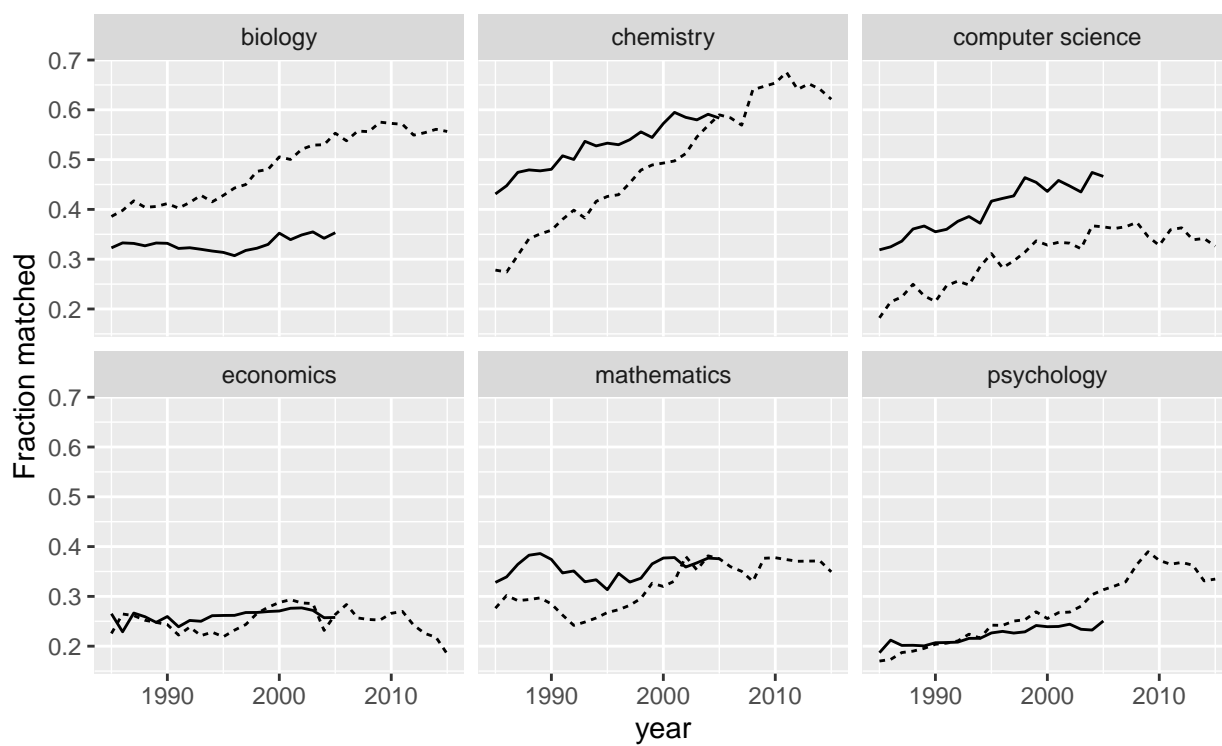 biology
chemistry
computer science
0.7
0.6
0.5
0.4
0.3
0.2
economics
mathematics
psychology
0.7
0.6
0.5
0.4
0.3
0.2
1990 2000 2010
1990 2000 2010
1990 2000 2010
Fraction matched
year